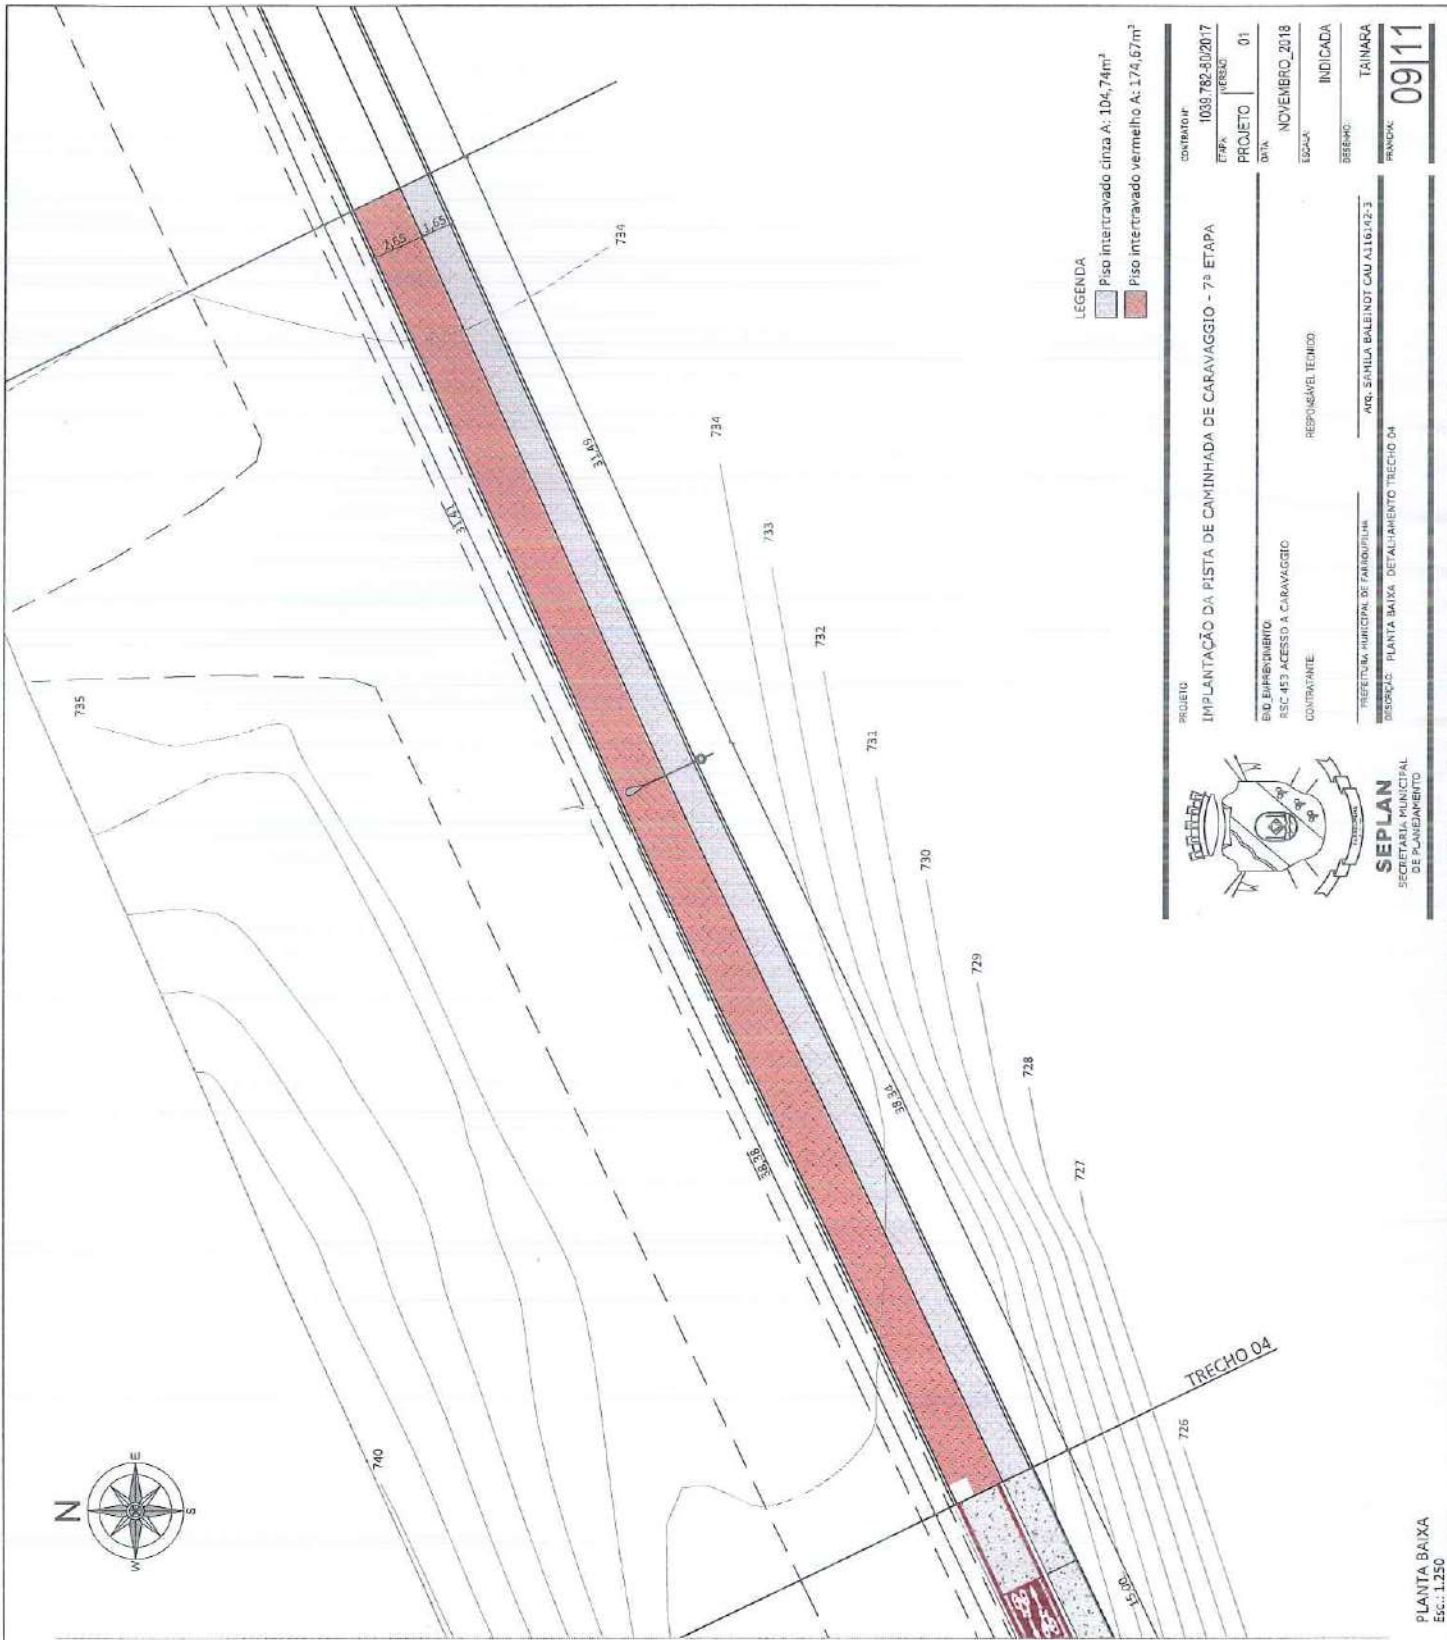 N
W
E
S
735
740
734
734
733
732
731
730
729
728
727
726
2,65
1,65
31,41
31,49
38,38
38,34
15,00
TRECHO 04
LEGENDA
Piso intertravado cinza A: 104,74m²
Piso intertravado vermelho A: 174,67m²
PROJETO
IMPLANTAÇÃO DA PISTA DE CAMINHADA DE CARAVAGGIO - 7ª ETAPA
END_EMPRENDIMENTO:
RSC 453 ACESSO A CARAVAGGIO
CONTRATANTE:
RESPONSÁVEL TECNICO:
PREFEITURA MUNICIPAL DE FARROUPILHA
Arq. SAMILA BALBINOT CAU A116142-3
DESCRIÇÃO: PLANTA BAIXA DETALHAMENTO TRECHO 04
CONTRATO Nº
1039.782-80/2017
ETAPA:
VERSÃO:
PROJETO
01
DATA:
NOVEMBRO_2018
ESCALA:
INDICADA
DESENHO:
TAINARA
PRANCHA:
09|11
SEPLAN
SECRETARIA MUNICIPAL
DE PLANEJAMENTO
PLANTA BAIXA
Esc.: 1.250